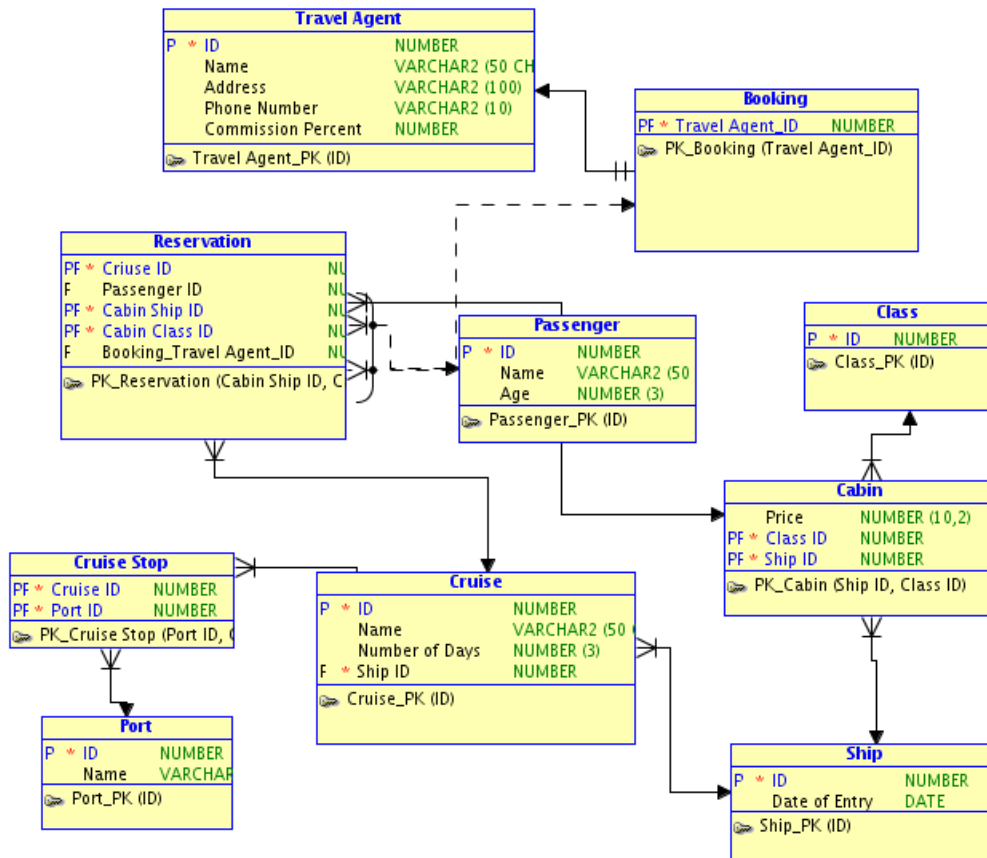 Travel Agent
P * ID NUMBER
Name VARCHAR2 (50 CH
Address VARCHAR2 (100)
Phone Number VARCHAR2 (10)
Commission Percent NUMBER
Travel Agent_PK (ID)
Booking
PF * Travel Agent_ID NUMBER
PK_Booking (Travel Agent_ID)
Reservation
PF * Criuse ID NU
F Passenger ID NU
PF * Cabin Ship ID NU
PF * Cabin Class ID NU
F Booking_Travel Agent_ID NU
PK_Reservation (Cabin Ship ID, C
Passenger
P * ID NUMBER
Name VARCHAR2 (50
Age NUMBER (3)
Passenger_PK (ID)
Class
P * ID NUMBER
Class_PK (ID)
Cabin
Price NUMBER (10,2)
PF * Class ID NUMBER
PF * Ship ID NUMBER
PK_Cabin (Ship ID, Class ID)
Cruise Stop
PF * Cruise ID NUMBER
PF * Port ID NUMBER
PK_Cruise Stop (Port ID, C
Cruise
P * ID NUMBER
Name VARCHAR2 (50
Number of Days NUMBER (3)
F * Ship ID NUMBER
Cruise_PK (ID)
Port
P * ID NUMBER
Name VARCHAR
Port_PK (ID)
Ship
P * ID NUMBER
Date of Entry DATE
Ship_PK (ID)